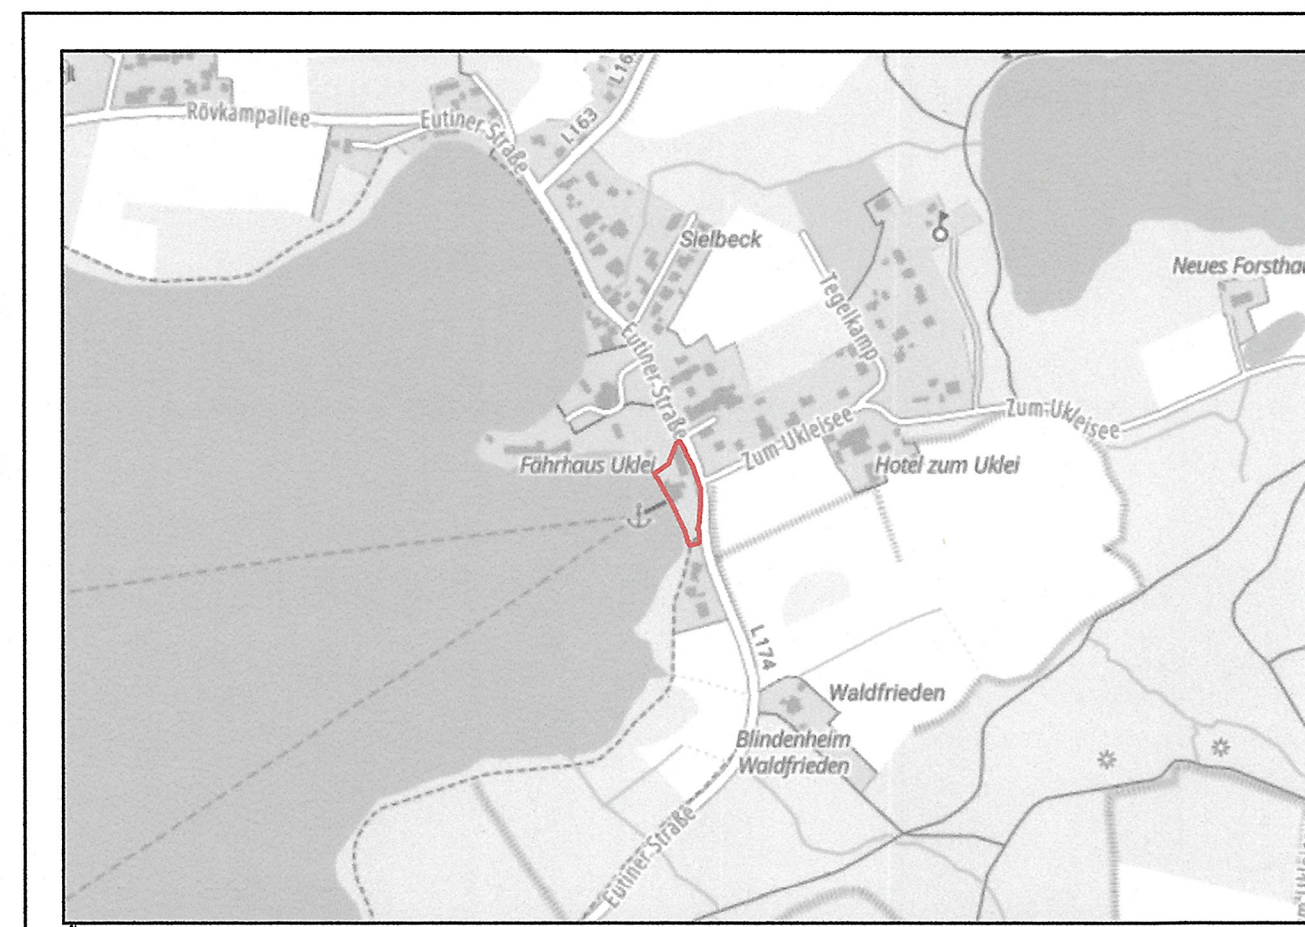 Rövkampallee
Eutiner-Straße
L163
L16
Sielbeck
Neues Forsthau
Tegelkamp
Eutiner-Straße
Zum-Ukleisee
Zum-Ukleisee
Fährhaus Uklei
Hotel zum Uklei
L174
Waldfrieden
Blindenheim
Waldfrieden
Eutiner-Straße